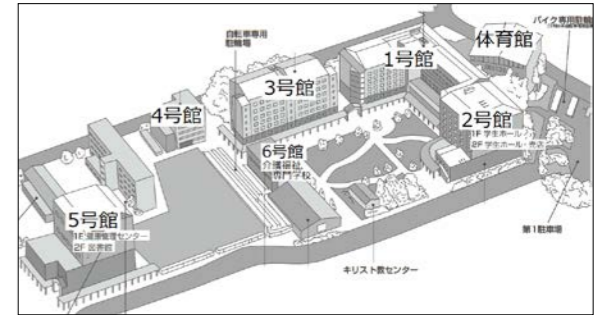 自転車専用
駐輪場
バイク専用駐輪場
体育館
1号館
3号館
4号館
2号館
1F 学生ホール
2F 学生ホール・売店
6号館
介護福祉
専門学校
5号館
1F 健康管理センター
2F 図書館
第1駐車場
キリスト教センター